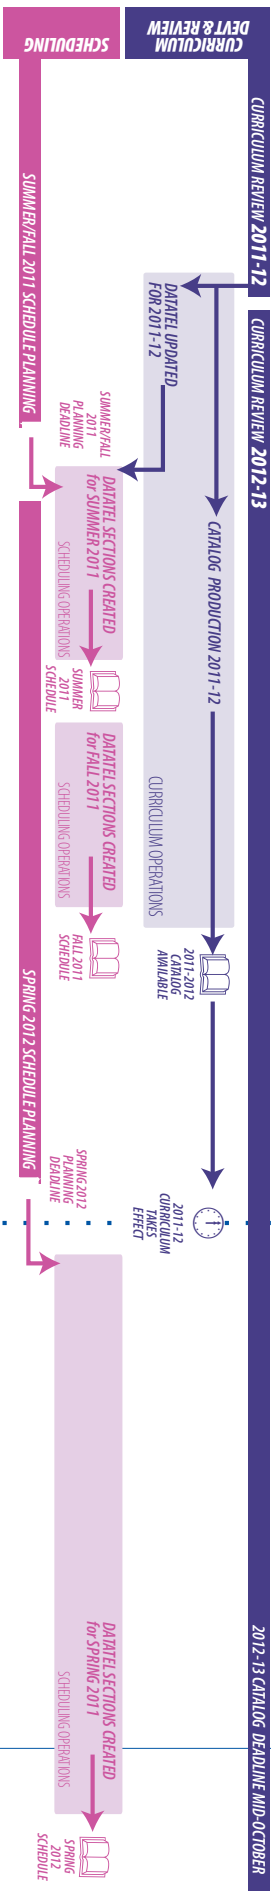 CURRICULUM
DEVT & REVIEW
SCHEDULING
CURRICULUM REVIEW 2011-12
CURRICULUM REVIEW 2012-13
2012-13 CATALOG DEADLINE MID-OCTOBER
DATATEL UPDATED
FOR 2011-12
CATALOG PRODUCTION 2011-12
CURRICULUM OPERATIONS
2011-2012
CATALOG
AVAILABLE
2011-12
CURRICULUM
TAKES
EFFECT
SUMMER/FALL 2011 SCHEDULE PLANNING
SUMMER/FALL
2011
PLANNING
DEADLINE
DATATEL SECTIONS CREATED
for SUMMER 2011
SCHEDULING OPERATIONS
SUMMER
2011
SCHEDULE
DATATEL SECTIONS CREATED
for FALL 2011
SCHEDULING OPERATIONS
FALL 2011
SCHEDULE
SPRING 2012 SCHEDULE PLANNING
SPRING 2012
PLANNING
DEADLINE
DATATEL SECTIONS CREATED
for SPRING 2011
SCHEDULING OPERATIONS
SPRING
2012
SCHEDULE